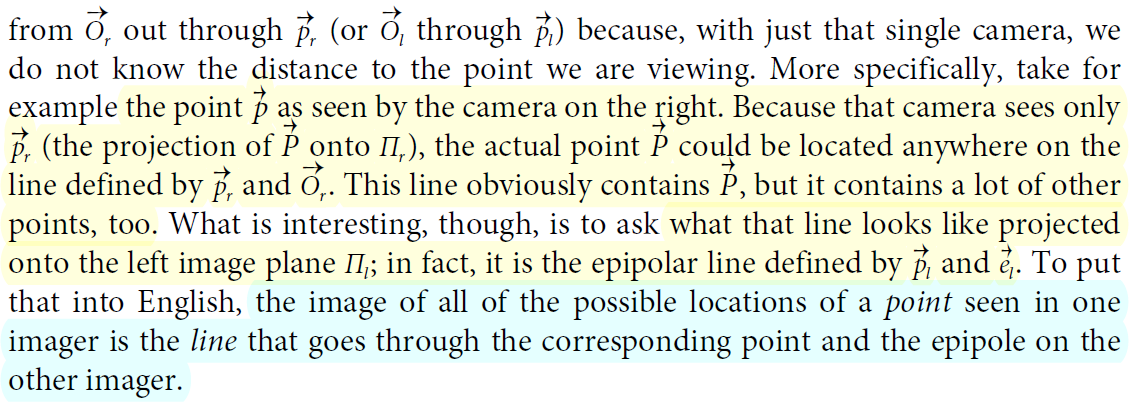 from O⃗ᵣ out through p⃗ᵣ (or O⃗ₗ through p⃗ₗ) because, with just that single camera, we
do not know the distance to the point we are viewing. More specifically, take for
example the point p⃗ as seen by the camera on the right. Because that camera sees only
p⃗ᵣ (the projection of P⃗ onto Πᵣ), the actual point P⃗ could be located anywhere on the
line defined by p⃗ᵣ and O⃗ᵣ. This line obviously contains P⃗, but it contains a lot of other
points, too. What is interesting, though, is to ask what that line looks like projected
onto the left image plane Πₗ; in fact, it is the epipolar line defined by p⃗ₗ and e⃗ₗ. To put
that into English, the image of all of the possible locations of a point seen in one
imager is the line that goes through the corresponding point and the epipole on the
other imager.